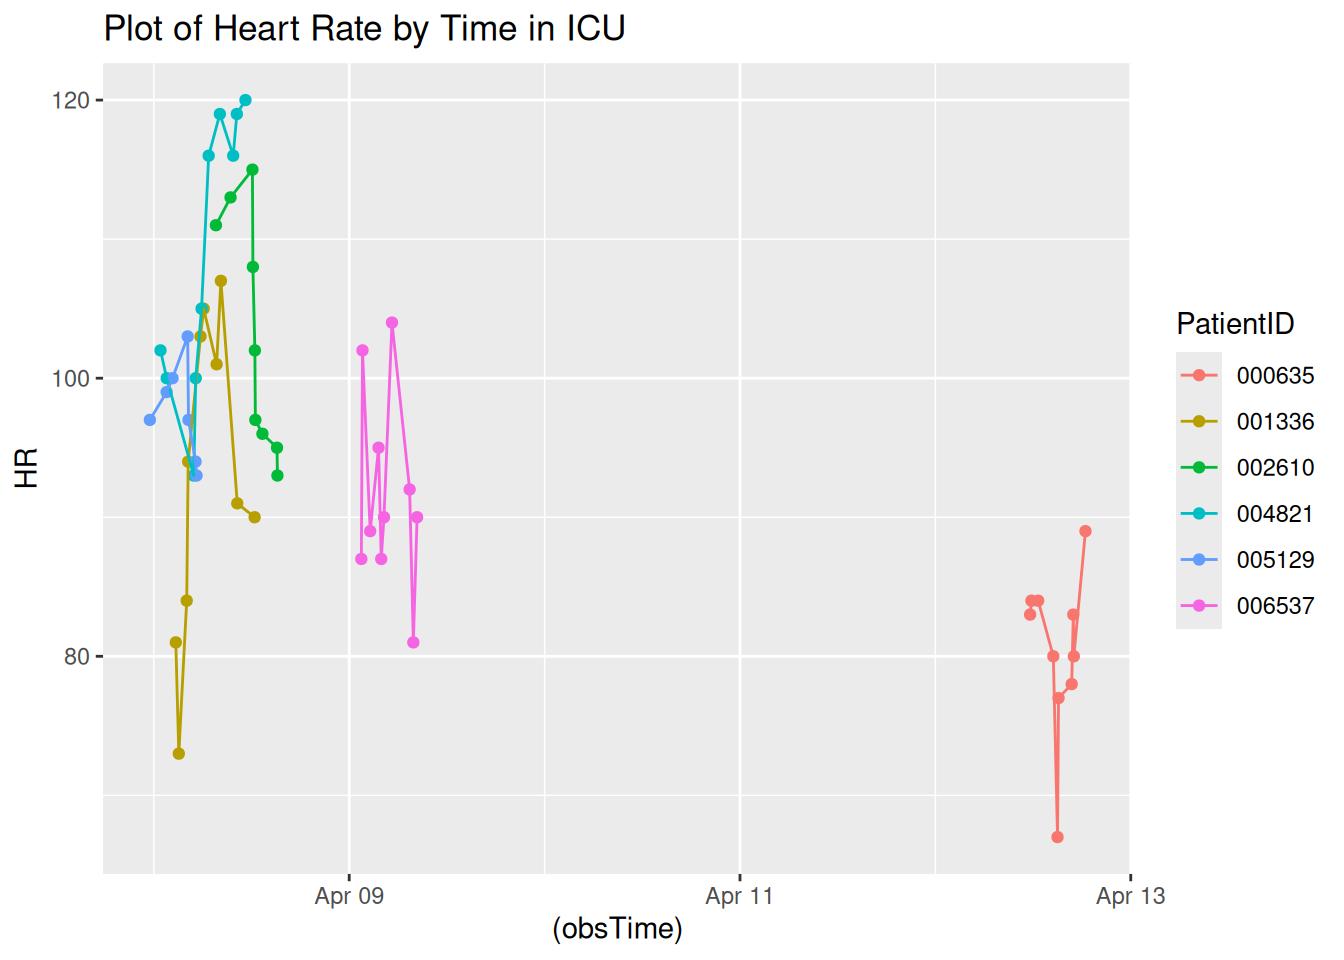 Plot of Heart Rate by Time in ICU
120
100
80
HR
Apr 09
Apr 11
Apr 13
(obsTime)
PatientID
000635
001336
002610
004821
005129
006537